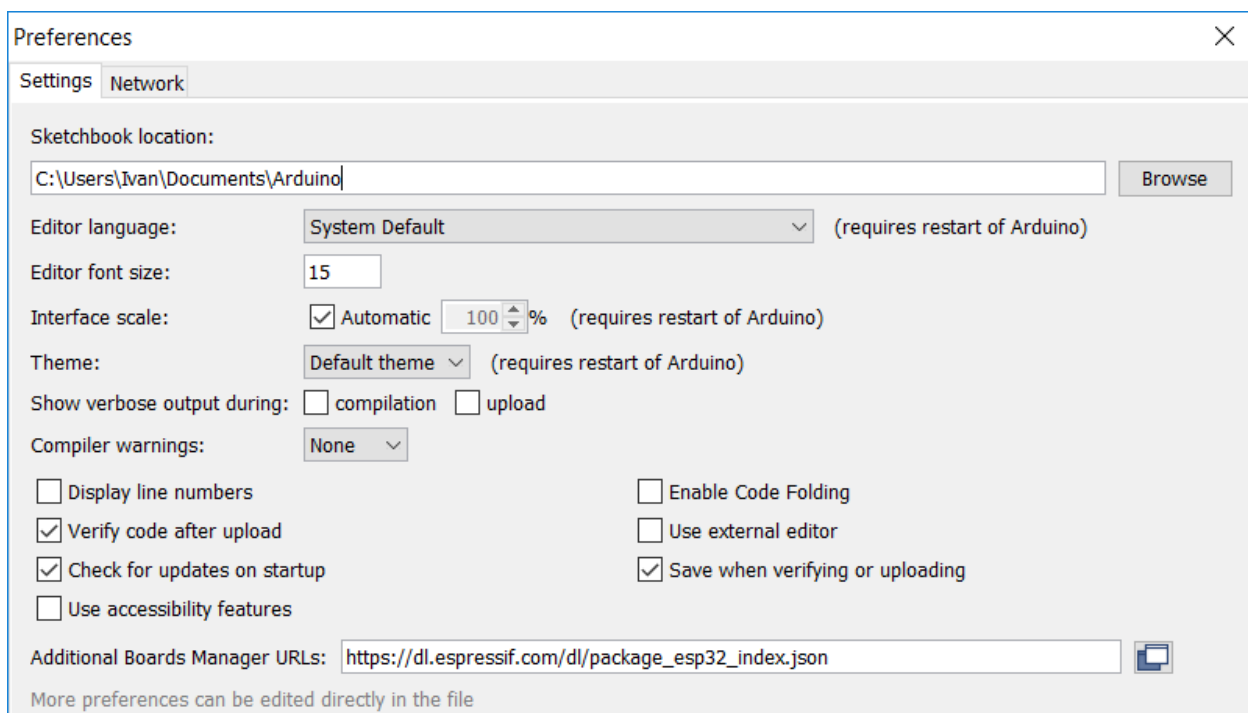 Preferences
Settings Network
Sketchbook location:
C:\Users\Ivan\Documents\Arduino Browse
Editor language: System Default (requires restart of Arduino)
Editor font size: 15
Interface scale: Automatic 100 % (requires restart of Arduino)
Theme: Default theme (requires restart of Arduino)
Show verbose output during: compilation upload
Compiler warnings: None
Display line numbers Enable Code Folding
Verify code after upload Use external editor
Check for updates on startup Save when verifying or uploading
Use accessibility features
Additional Boards Manager URLs: https://dl.espressif.com/dl/package_esp32_index.json
More preferences can be edited directly in the file